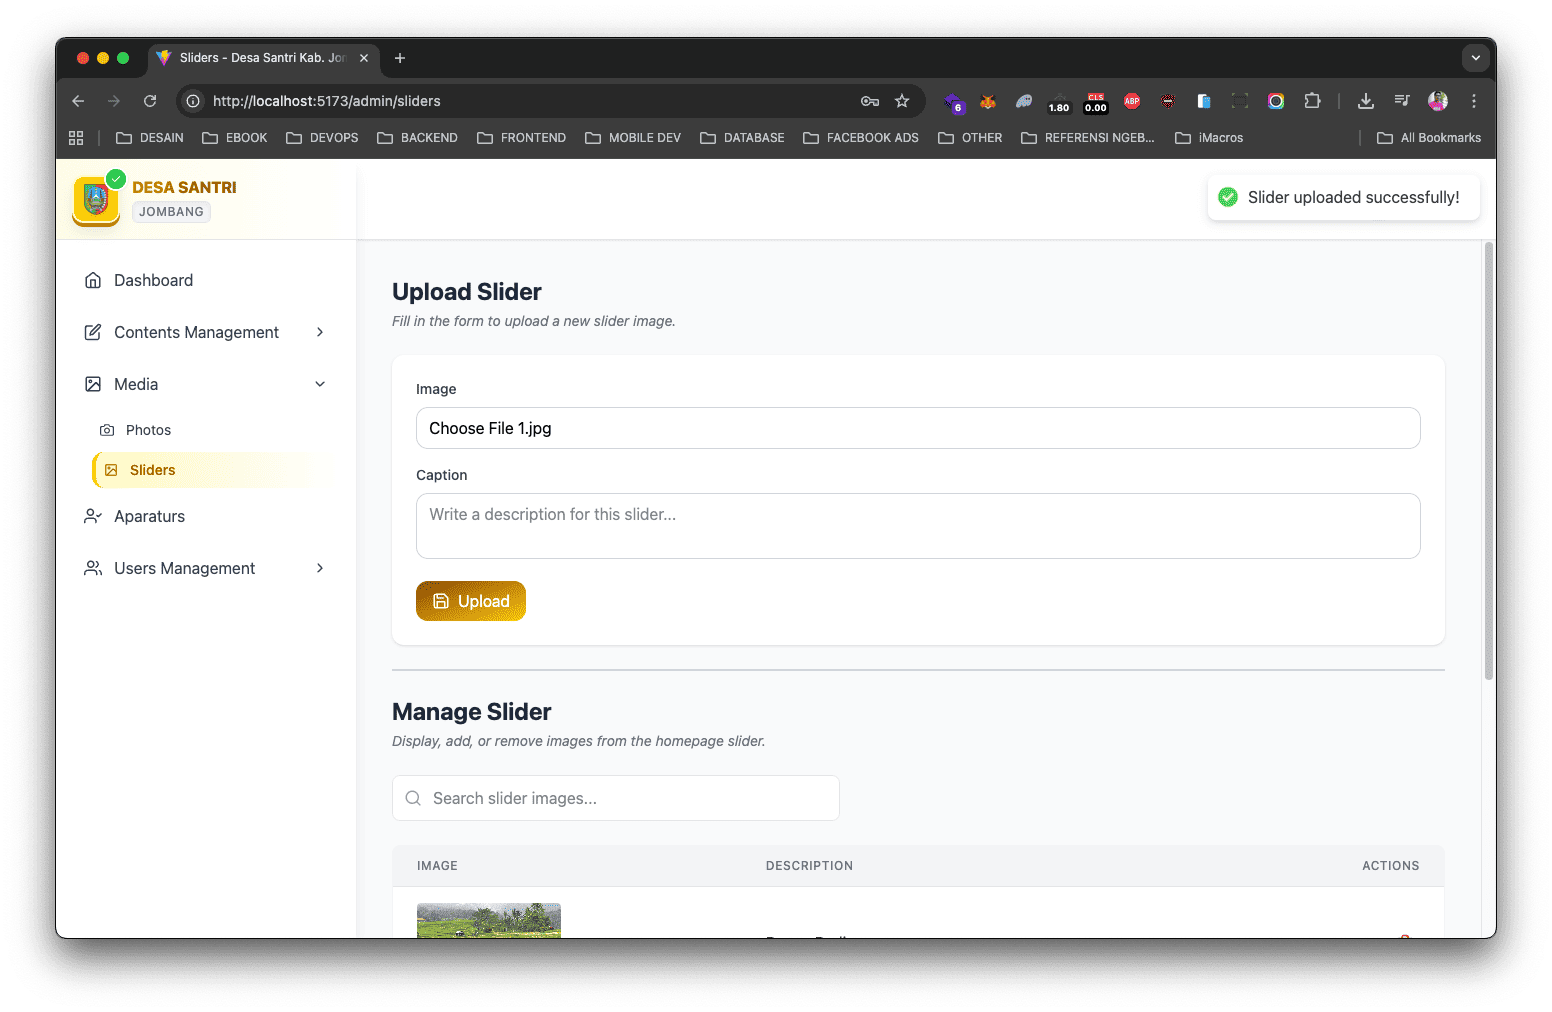 Sliders - Desa Santri Kab. Jon
http://localhost:5173/admin/sliders
6
1.80
CLS
0.00
ABP
DESAIN
EBOOK
DEVOPS
BACKEND
FRONTEND
MOBILE DEV
DATABASE
FACEBOOK ADS
OTHER
REFERENSI NGEB...
iMacros
All Bookmarks
DESA SANTRI
JOMBANG
Slider uploaded successfully!
Dashboard
Contents Management
Media
Photos
Sliders
Aparaturs
Users Management
Upload Slider
Fill in the form to upload a new slider image.
Image
Choose File 1.jpg
Caption
Write a description for this slider...
Upload
Manage Slider
Display, add, or remove images from the homepage slider.
Search slider images...
IMAGE
DESCRIPTION
ACTIONS